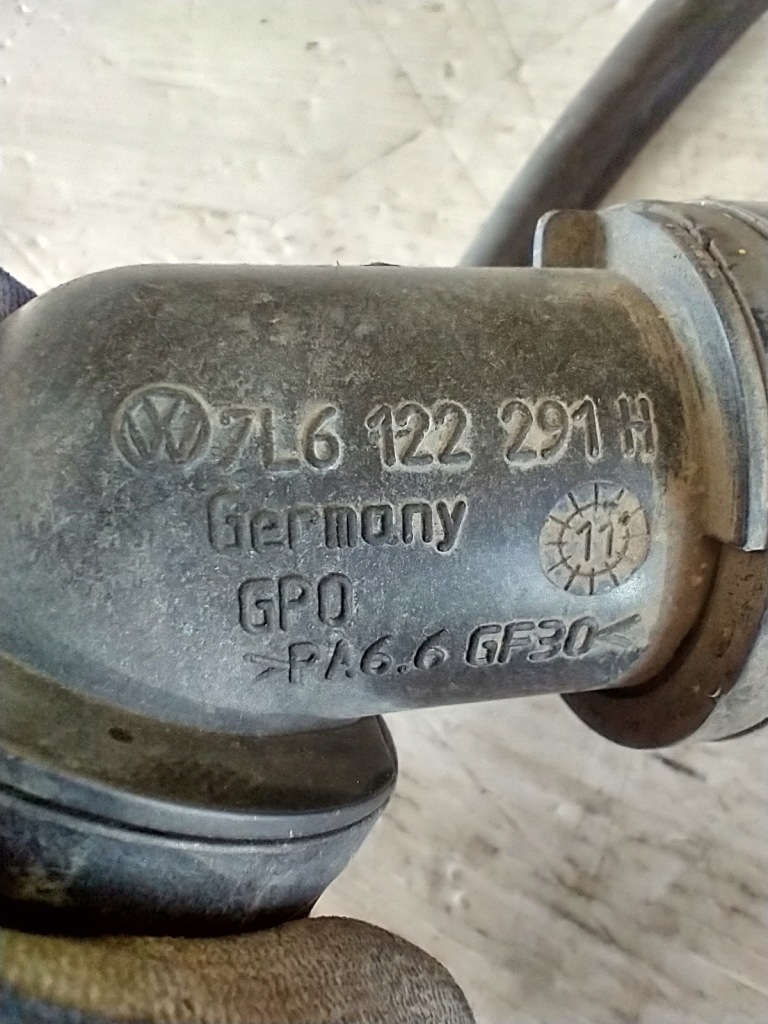 7L6 122 291 H
Germany
11
GPO
>PA6.6 GF30<